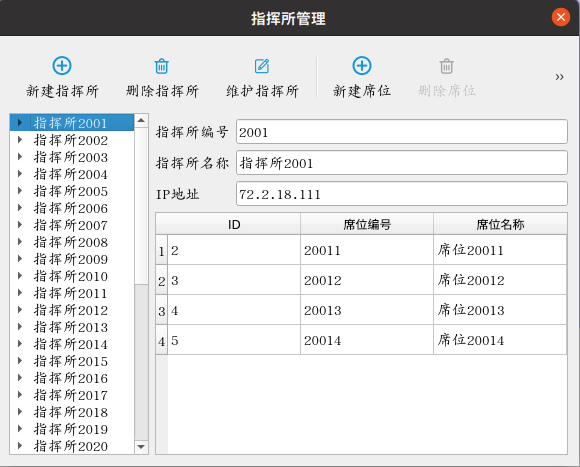 指挥所管理
新建指挥所 删除指挥所 维护指挥所 新建席位 删除席位 »
指挥所2001
指挥所2002
指挥所2003
指挥所2004
指挥所2005
指挥所2006
指挥所2007
指挥所2008
指挥所2009
指挥所2010
指挥所2011
指挥所2012
指挥所2013
指挥所2014
指挥所2015
指挥所2016
指挥所2017
指挥所2018
指挥所2019
指挥所2020
指挥所编号 2001
指挥所名称 指挥所2001
IP地址 72.2.18.111
ID 席位编号 席位名称
1 2 20011 席位20011
2 3 20012 席位20012
3 4 20013 席位20013
4 5 20014 席位20014